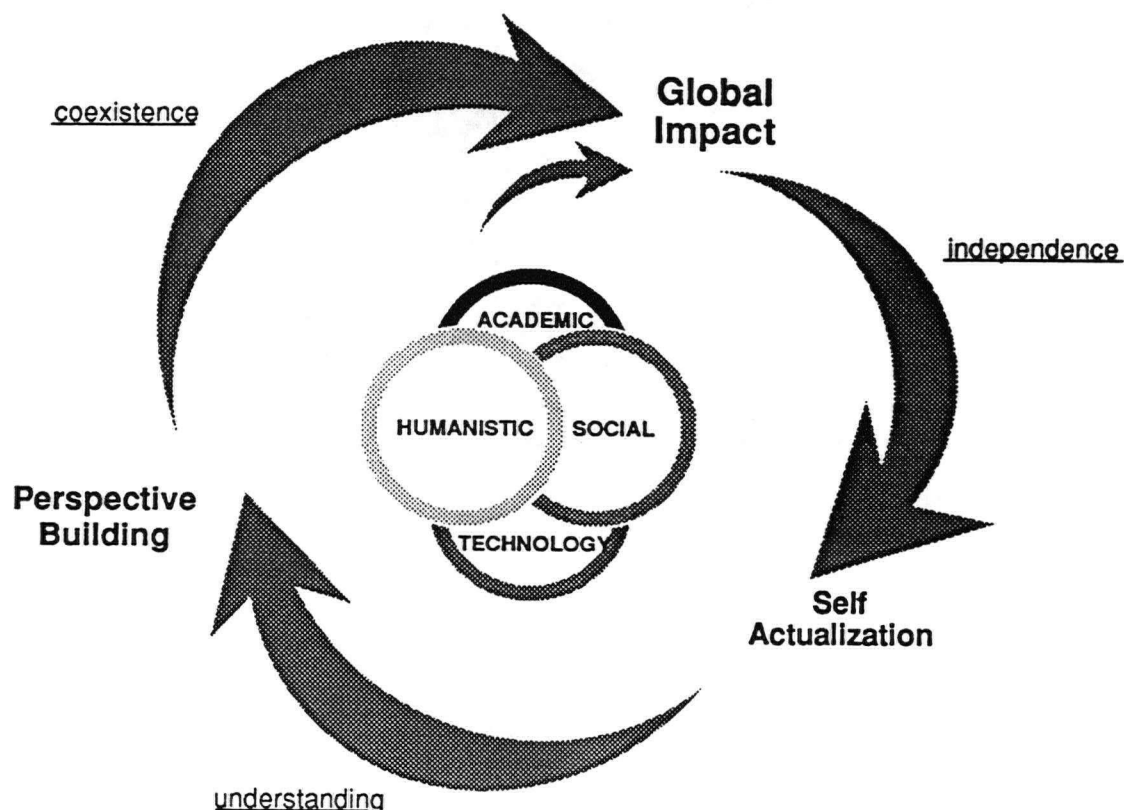 Global
Impact
coexistence
independence
ACADEMIC
HUMANISTIC
SOCIAL
TECHNOLOGY
Perspective
Building
Self
Actualization
understanding